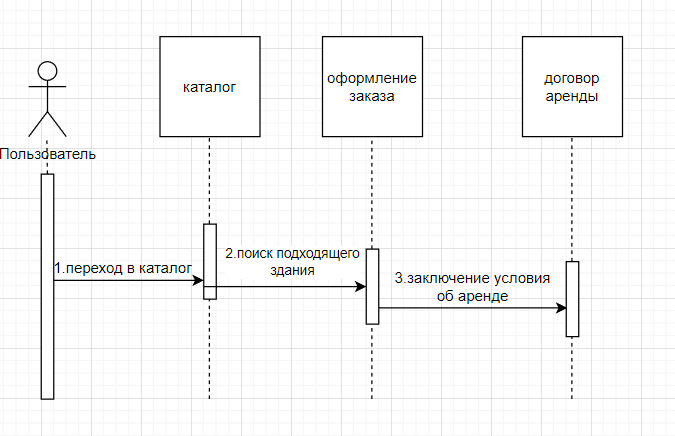 каталог
оформление
заказа
договор
аренды
Пользователь
1.переход в каталог
2.поиск подходящего
здания
3.заключение условия
об аренде